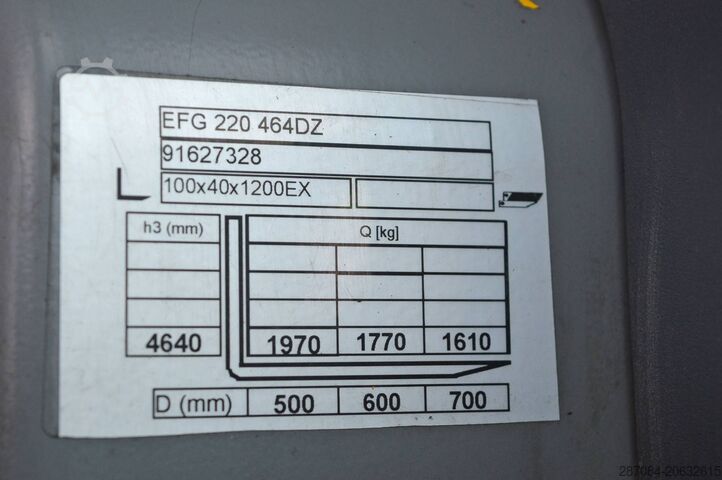 EFG 220 464DZ
91627328
100x40x1200EX
h3 (mm) Q [kg]
4640 1970 1770 1610
D (mm) 500 600 700
287084-20632615